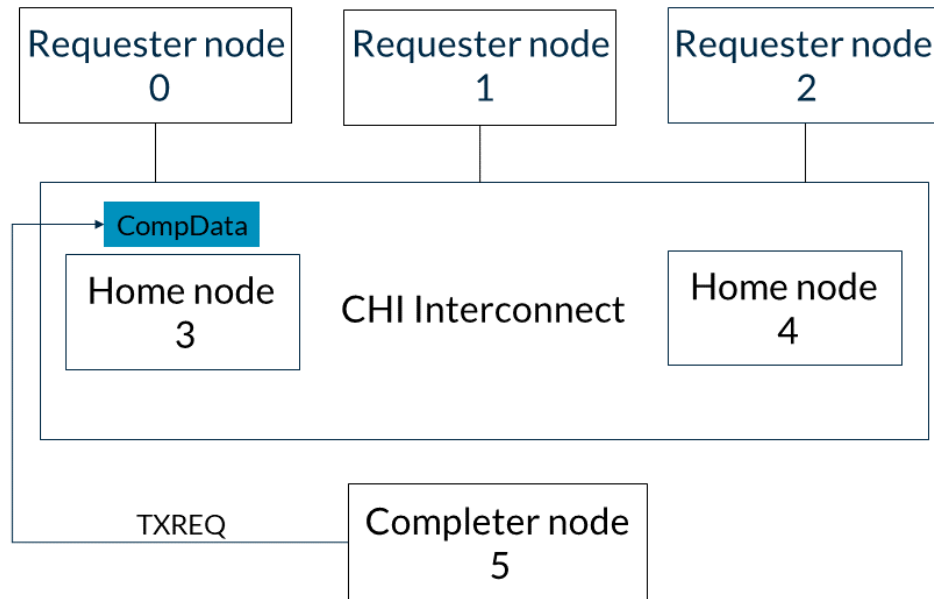 Requester node
0
Requester node
1
Requester node
2
CompData
Home node
3
CHI Interconnect
Home node
4
TXREQ
Completer node
5